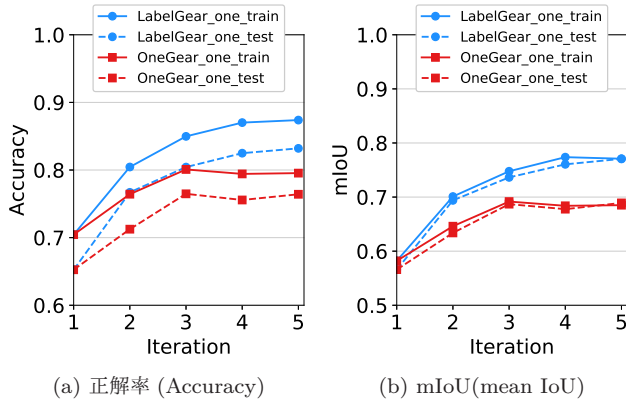 LabelGear_one_train
LabelGear_one_test
OneGear_one_train
OneGear_one_test
1.0
0.9
0.8
0.7
0.6
Accuracy
1 2 3 4 5
Iteration
(a) 正解率 (Accuracy)
LabelGear_one_train
LabelGear_one_test
OneGear_one_train
OneGear_one_test
1.0
0.9
0.8
0.7
0.6
0.5
mIoU
1 2 3 4 5
Iteration
(b) mIoU(mean IoU)